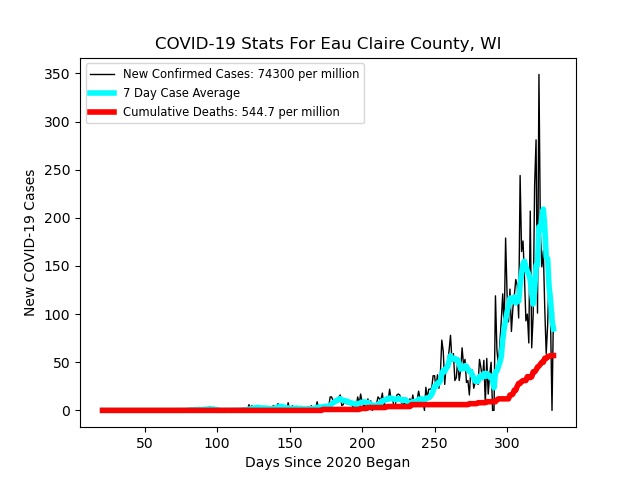 COVID-19 Stats For Eau Claire County, WI
New Confirmed Cases: 74300 per million
7 Day Case Average
Cumulative Deaths: 544.7 per million
New COVID-19 Cases
350
300
250
200
150
100
50
0
50 100 150 200 250 300
Days Since 2020 Began